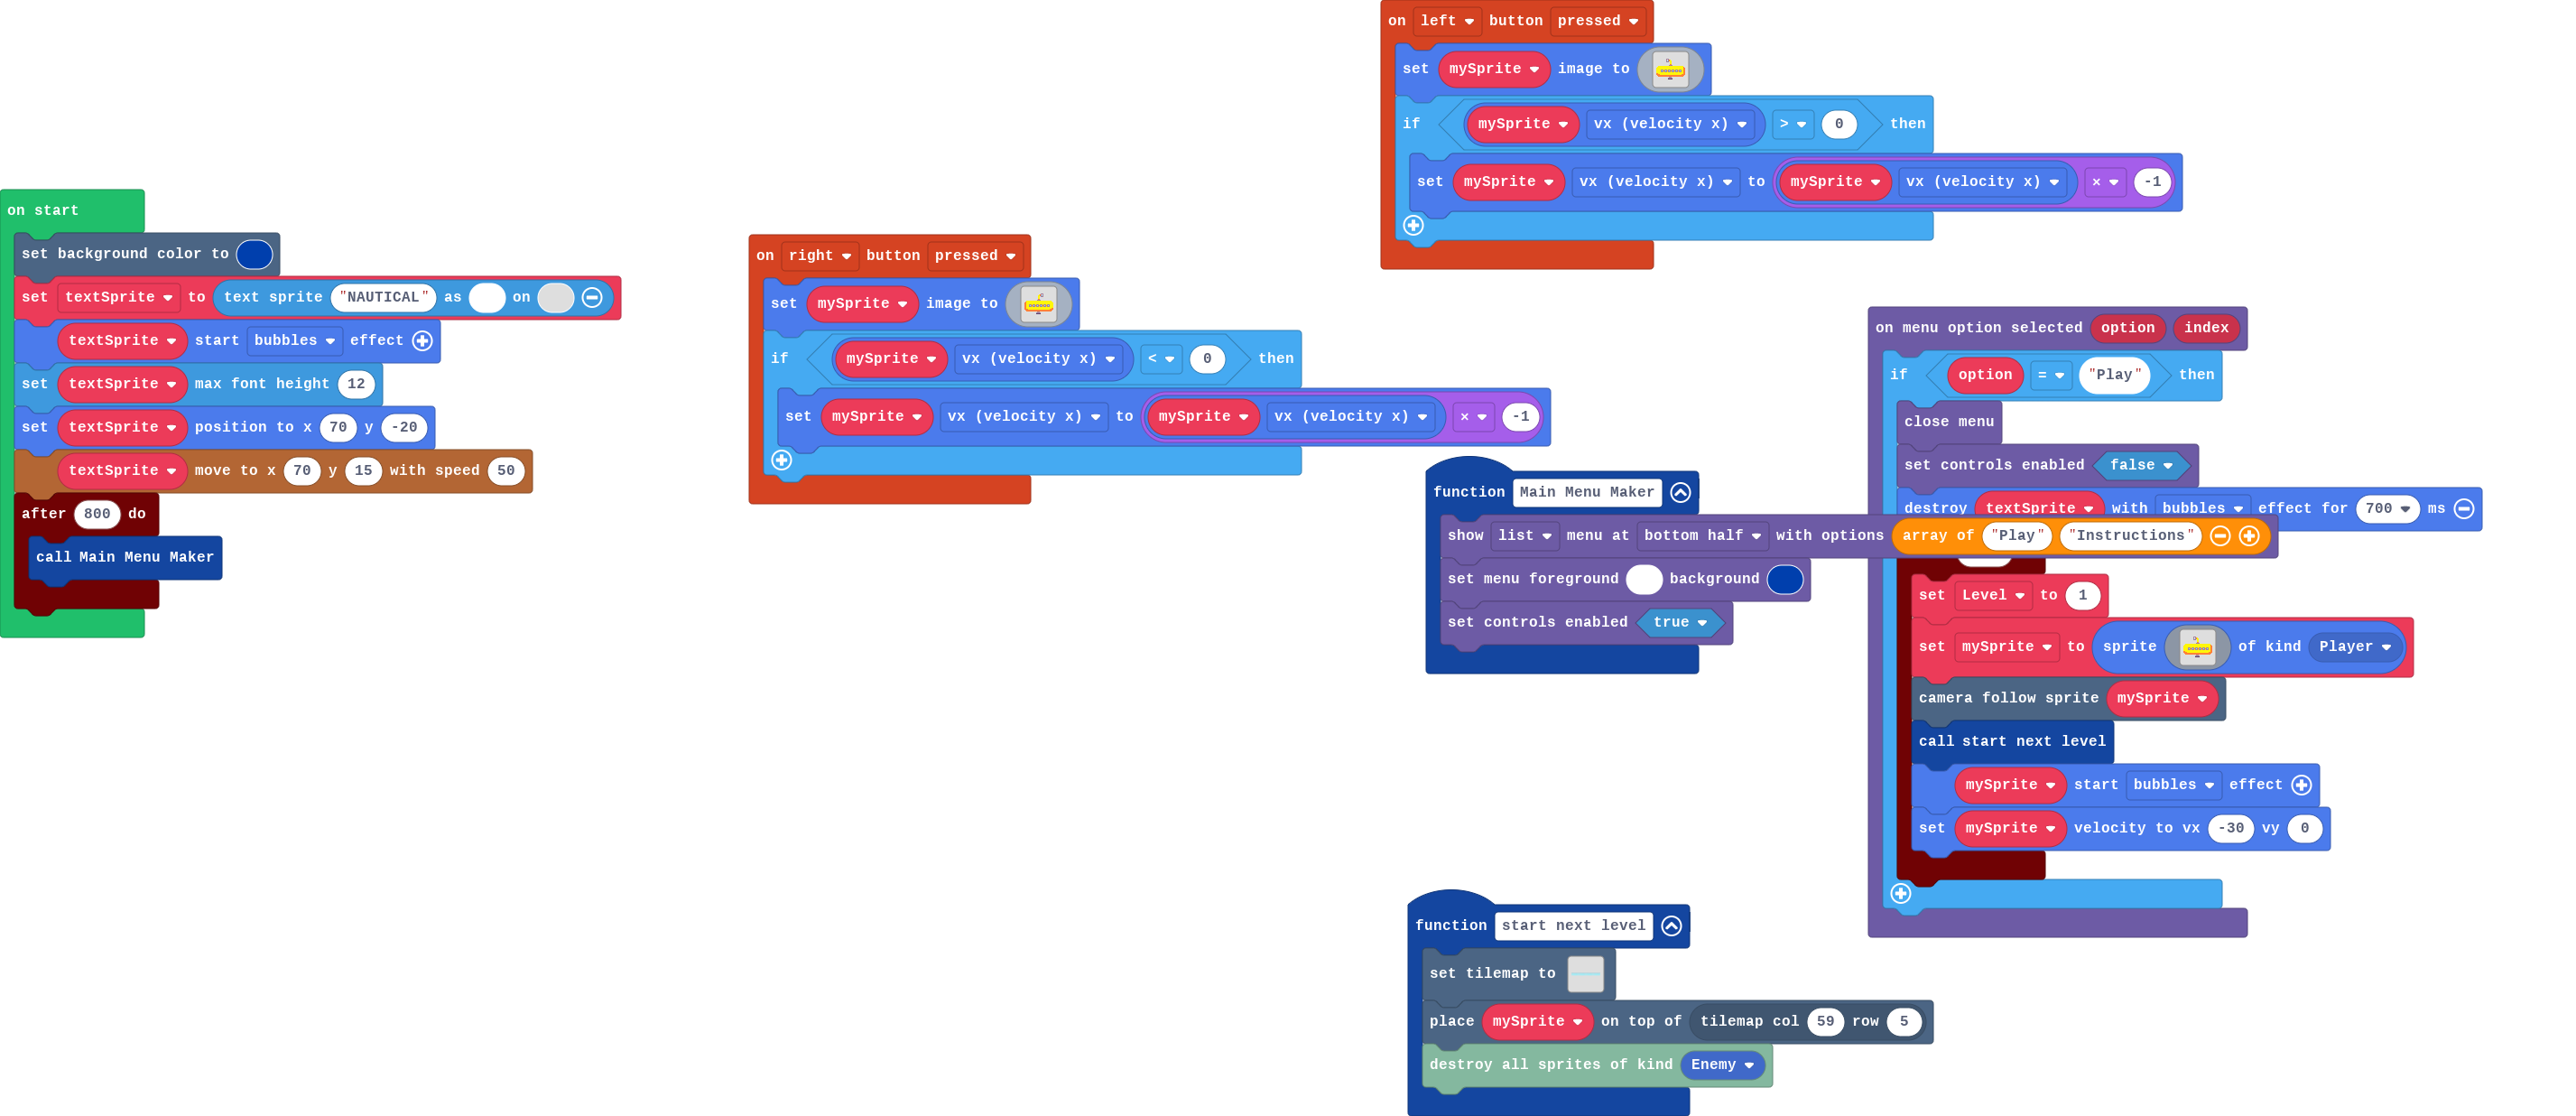 on start
set background color to
set textSprite to text sprite "NAUTICAL" as on
textSprite start bubbles effect
set textSprite max font height 12
set textSprite position to x 70 y -20
textSprite move to x 70 y 15 with speed 50
after 800 do
call Main Menu Maker
on right button pressed
set mySprite image to
if mySprite vx (velocity x) < 0 then
set mySprite vx (velocity x) to mySprite vx (velocity x) × -1
on left button pressed
set mySprite image to
if mySprite vx (velocity x) > 0 then
set mySprite vx (velocity x) to mySprite vx (velocity x) × -1
function Main Menu Maker
show list menu at bottom half with options array of "Play" "Instructions"
set menu foreground background
set controls enabled true
on menu option selected option index
if option = "Play" then
close menu
set controls enabled false
destroy textSprite with bubbles effect for 700 ms
set Level to 1
set mySprite to sprite of kind Player
camera follow sprite mySprite
call start next level
mySprite start bubbles effect
set mySprite velocity to vx -30 vy 0
function start next level
set tilemap to
place mySprite on top of tilemap col 59 row 5
destroy all sprites of kind Enemy